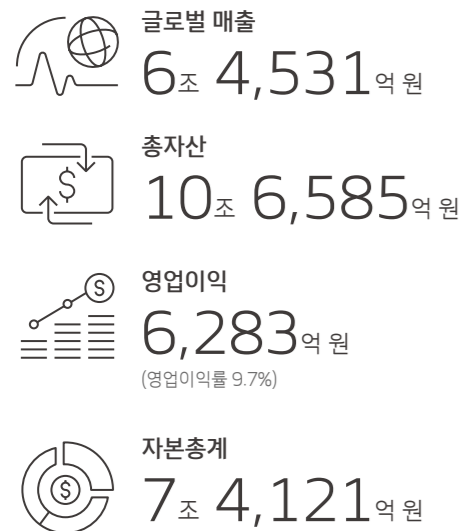 글로벌 매출
6조 4,531억 원
총자산
10조 6,585억 원
영업이익
6,283억 원
(영업이익률 9.7%)
자본총계
7조 4,121억 원